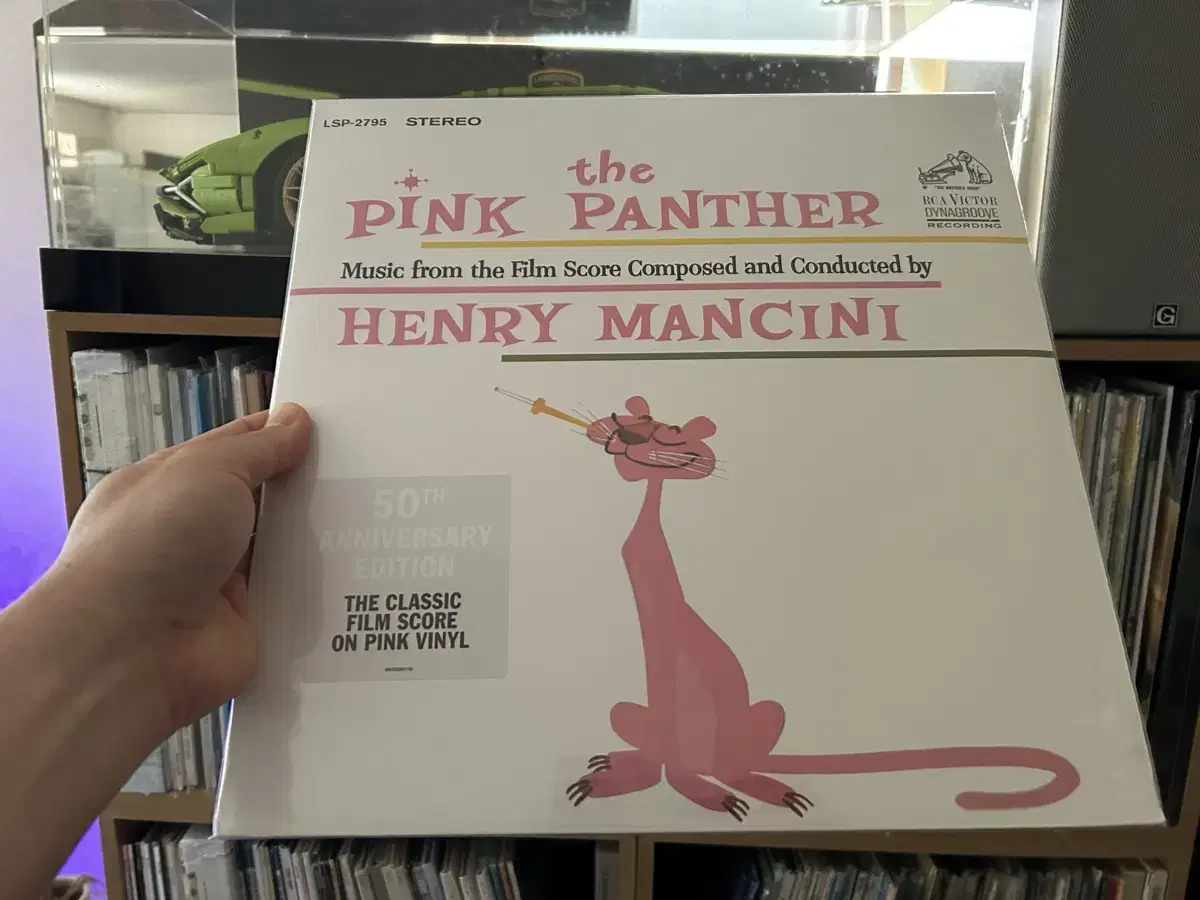 LSP-2795 STEREO
the
PINK PANTHER
"HIS MASTER'S VOICE"
RCA VICTOR
DYNAGROOVE
RECORDING
Music from the Film Score Composed and Conducted by
HENRY MANCINI
50TH
ANNIVERSARY
EDITION
THE CLASSIC
FILM SCORE
ON PINK VINYL
G